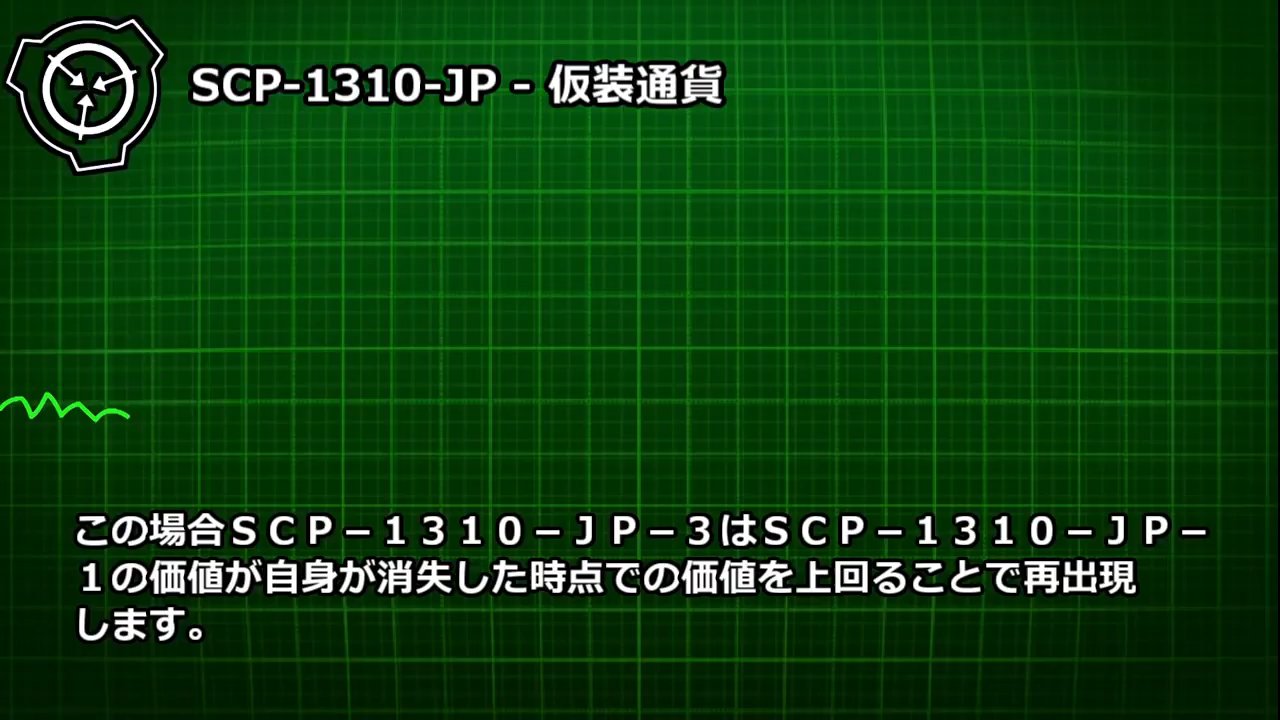 SCP-1310-JP - 仮装通貨
この場合ＳＣＰ－１３１０－ＪＰ－３はＳＣＰ－１３１０－ＪＰ－
１の価値が自身が消失した時点での価値を上回ることで再出現
します。